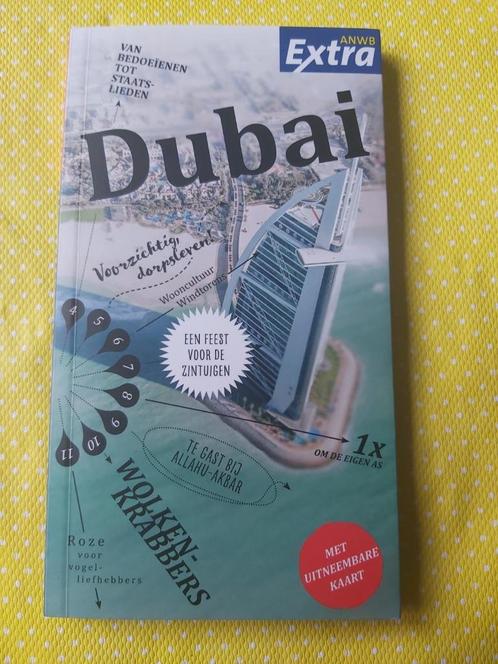 ANWB
Extra
VAN
BEDOEÏENEN
TOT
STAATS-
LIEDEN
Dubai
Voorzichtig,
dorpsleven!
Wooncultuur
Windtorens
EEN FEEST
VOOR DE
ZINTUIGEN
4
5
6
7
8
9
10
11
1x
OM DE EIGEN AS
TE GAST BIJ
ALLAHU-AKBAR
WOLKEN-
KRABBERS
Roze
voor
vogel-
liefhebbers
MET
UITNEEMBARE
KAART